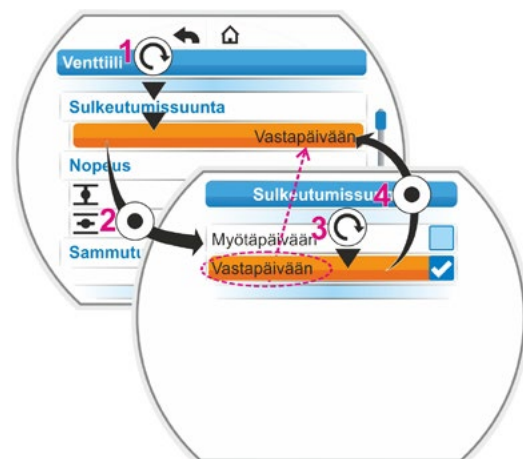 1
Venttiili
Sulkeutumissuunta
Vastapäivään
Nopeus
2
Sammutu
Sulkeutumissuu
4
Myötäpäivään
3
Vastapäivään